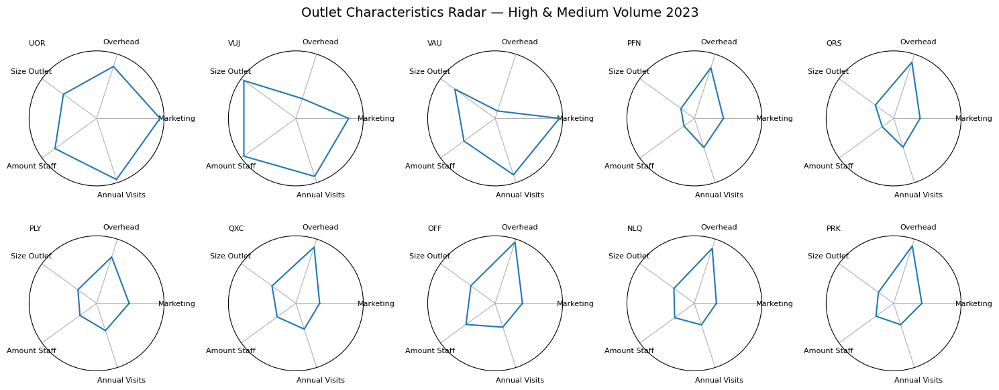 Outlet Characteristics Radar — High & Medium Volume 2023
UOR
Overhead
Size Outlet
Marketing
Amount Staff
Annual Visits
VUJ
Overhead
Size Outlet
Marketing
Amount Staff
Annual Visits
VAU
Overhead
Size Outlet
Marketing
Amount Staff
Annual Visits
PFN
Overhead
Size Outlet
Marketing
Amount Staff
Annual Visits
QRS
Overhead
Size Outlet
Marketing
Amount Staff
Annual Visits
PLY
Overhead
Size Outlet
Marketing
Amount Staff
Annual Visits
QXC
Overhead
Size Outlet
Marketing
Amount Staff
Annual Visits
OFF
Overhead
Size Outlet
Marketing
Amount Staff
Annual Visits
NLQ
Overhead
Size Outlet
Marketing
Amount Staff
Annual Visits
PRK
Overhead
Size Outlet
Marketing
Amount Staff
Annual Visits